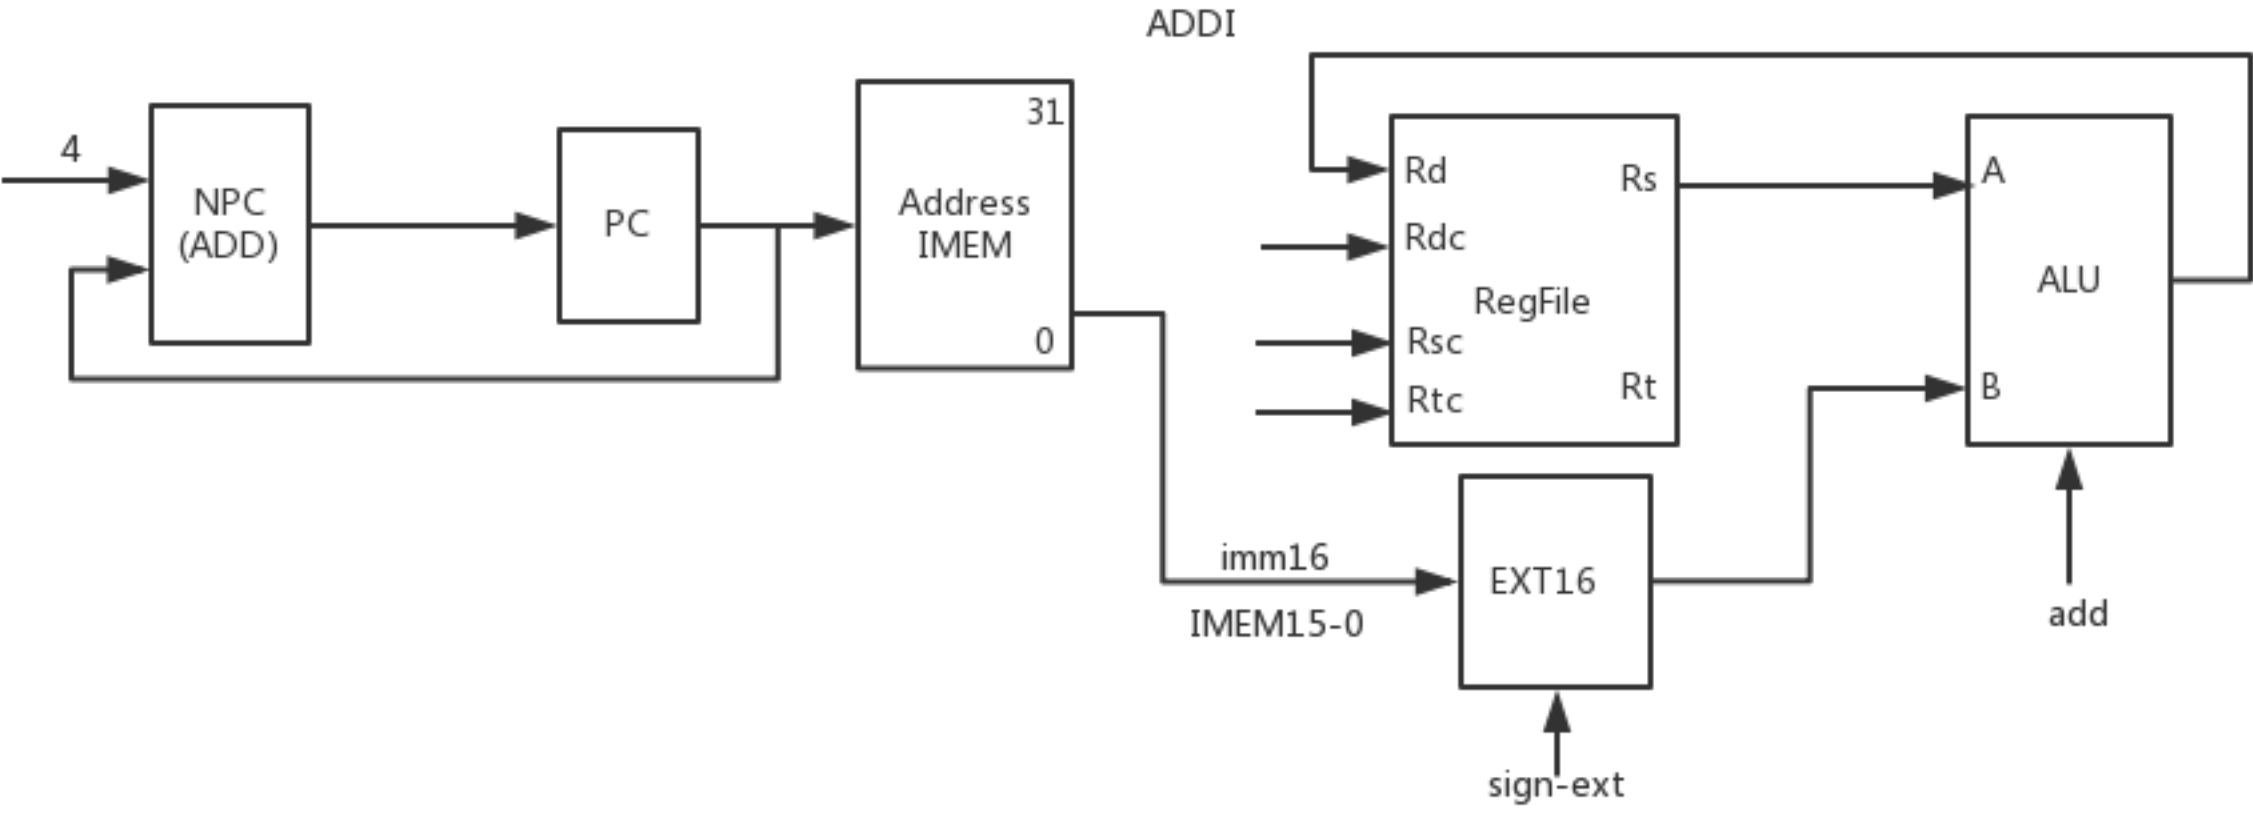 ADDI
4
NPC
(ADD)
PC
31
Address
IMEM
0
Rd
Rs
Rdc
RegFile
Rsc
Rtc
Rt
A
ALU
B
imm16
IMEM15-0
EXT16
add
sign-ext